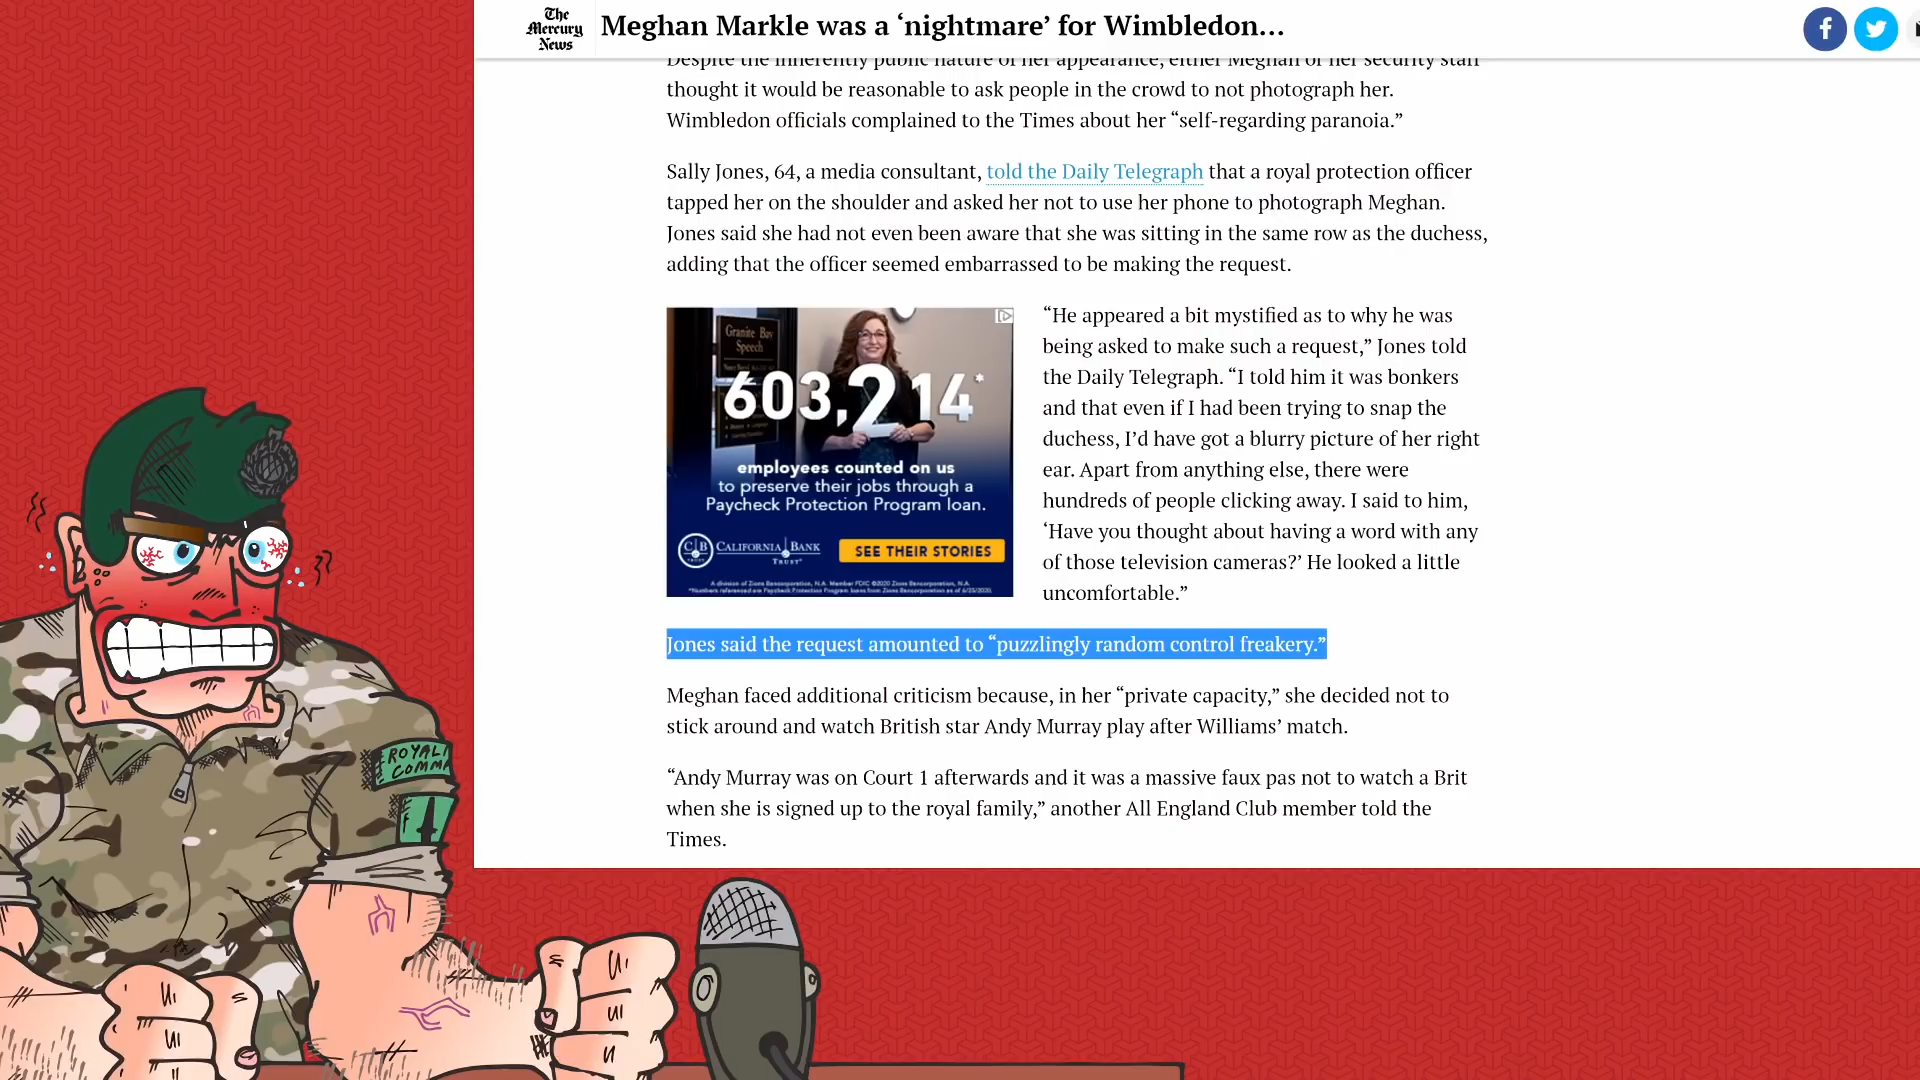 The
Mercury
News
Meghan Markle was a ‘nightmare’ for Wimbledon...
Despite the inherently public nature of her appearance, either Meghan or her security staff
thought it would be reasonable to ask people in the crowd to not photograph her.
Wimbledon officials complained to the Times about her “self-regarding paranoia.”
Sally Jones, 64, a media consultant, told the Daily Telegraph that a royal protection officer
tapped her on the shoulder and asked her not to use her phone to photograph Meghan.
Jones said she had not even been aware that she was sitting in the same row as the duchess,
adding that the officer seemed embarrassed to be making the request.
Granite Bay
Speech
603,214*
employees counted on us
to preserve their jobs through a
Paycheck Protection Program loan.
CB
CALIFORNIA BANK
TRUST
SEE THEIR STORIES
A division of Zions Bancorporation, N.A. Member FDIC ©2020 Zions Bancorporation, N.A.
*Numbers referenced are Paycheck Protection Program loans from Zions Bancorporation as of 6/25/2020.
“He appeared a bit mystified as to why he was
being asked to make such a request,” Jones told
the Daily Telegraph. “I told him it was bonkers
and that even if I had been trying to snap the
duchess, I’d have got a blurry picture of her right
ear. Apart from anything else, there were
hundreds of people clicking away. I said to him,
‘Have you thought about having a word with any
of those television cameras?’ He looked a little
uncomfortable.”
Jones said the request amounted to “puzzlingly random control freakery.”
Meghan faced additional criticism because, in her “private capacity,” she decided not to
stick around and watch British star Andy Murray play after Williams’ match.
“Andy Murray was on Court 1 afterwards and it was a massive faux pas not to watch a Brit
when she is signed up to the royal family,” another All England Club member told the
Times.
ROYAL
COMM